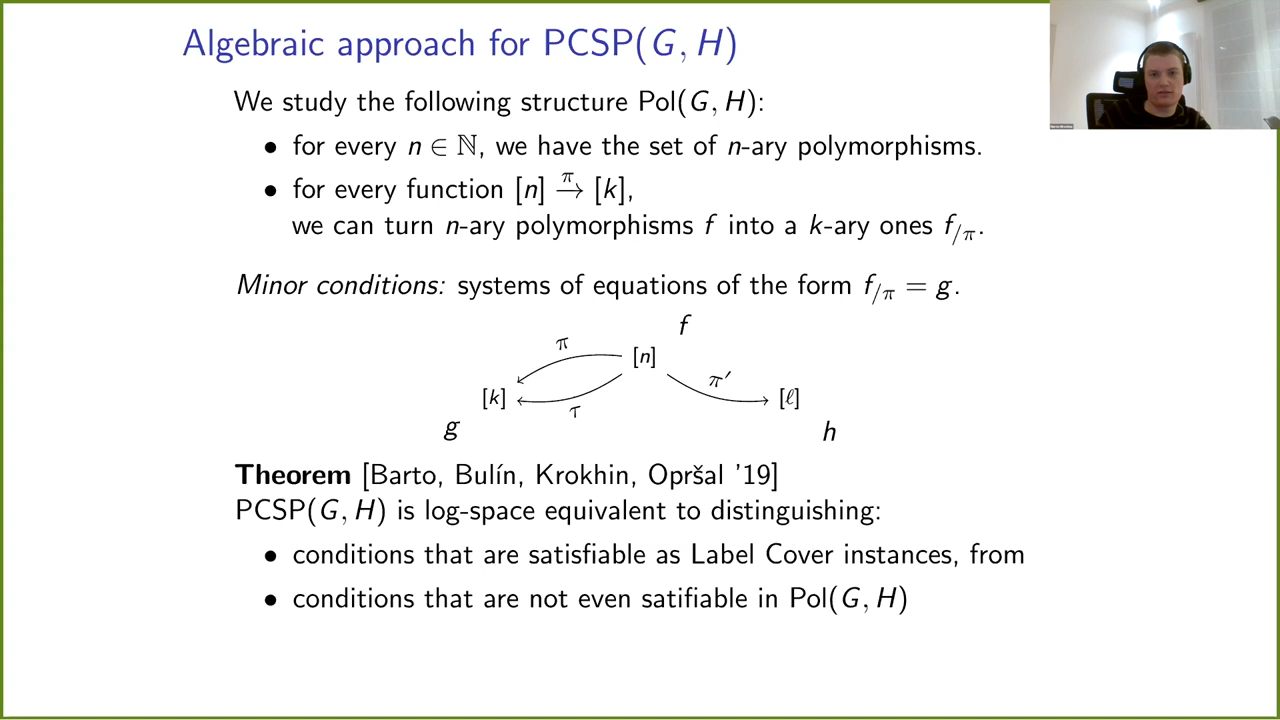 Algebraic approach for PCSP(G, H)
We study the following structure Pol(G, H):
• for every n ∈ ℕ, we have the set of n-ary polymorphisms.
• for every function [n] →π [k],
we can turn n-ary polymorphisms f into a k-ary ones f/π.
Minor conditions: systems of equations of the form f/π = g.
f
π
[n]
π′
[k]
τ
[ℓ]
g
h
Theorem [Barto, Bulín, Krokhin, Opršal '19]
PCSP(G, H) is log-space equivalent to distinguishing:
• conditions that are satisfiable as Label Cover instances, from
• conditions that are not even satifiable in Pol(G, H)